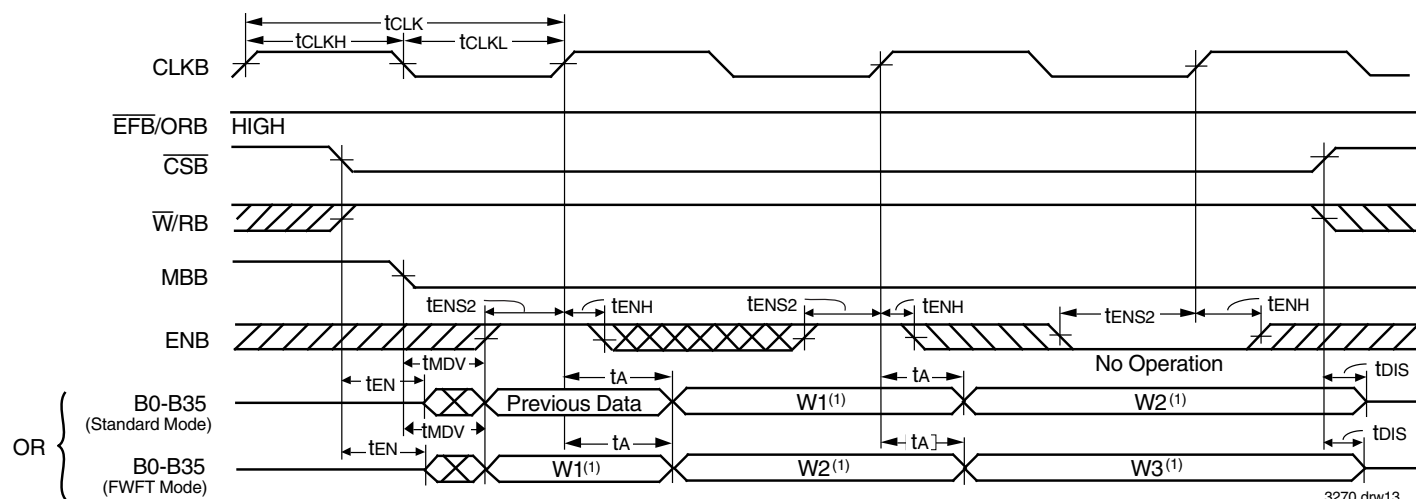 tCLK
tCLKH
tCLKL
CLKB
EFB/ORB HIGH
CSB
W/RB
MBB
tENS2 tENH tENS2 tENH tENS2 tENH
ENB
No Operation
tMDV
tEN tA tA tDIS
B0-B35
(Standard Mode)
Previous Data W1(1) W2(1)
OR
tMDV
tEN tA tA tDIS
B0-B35
(FWFT Mode)
W1(1) W2(1) W3(1)
3270 drw13